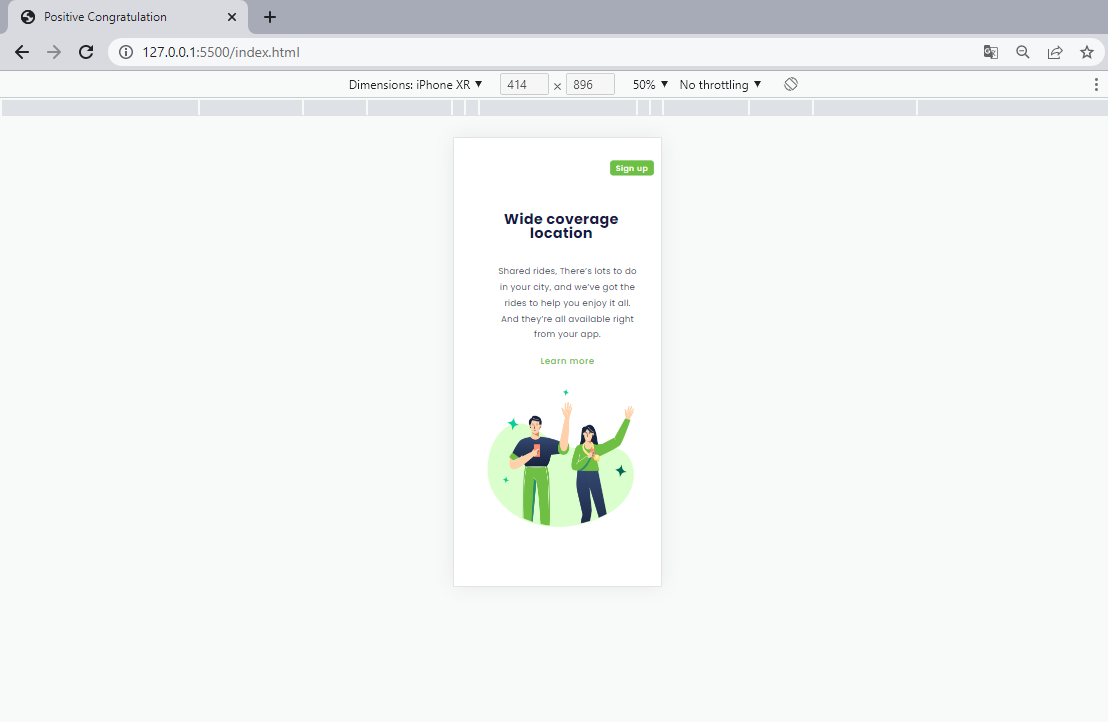 Positive Congratulation
127.0.0.1:5500/index.html
Dimensions: iPhone XR 414 × 896 50% No throttling
Sign up
Wide coverage
location
Shared rides, There's lots to do
in your city, and we've got the
rides to help you enjoy it all.
And they're all available right
from your app.
Learn more